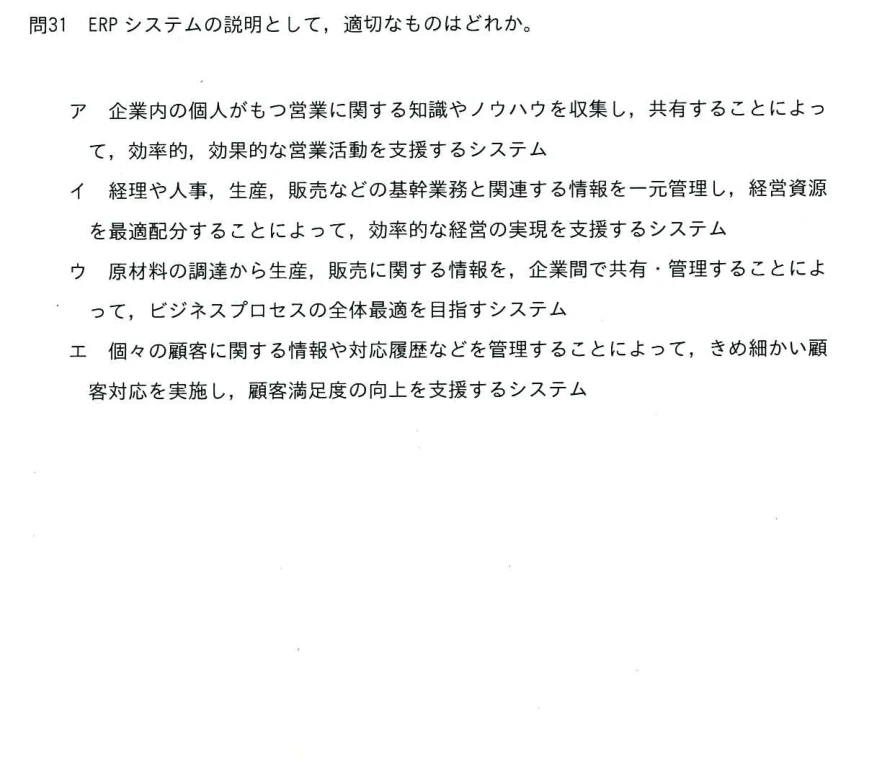 問31 ERP システムの説明として，適切なものはどれか。
ア 企業内の個人がもつ営業に関する知識やノウハウを収集し，共有することによっ
て，効率的，効果的な営業活動を支援するシステム
イ 経理や人事，生産，販売などの基幹業務と関連する情報を一元管理し，経営資源
を最適配分することによって，効率的な経営の実現を支援するシステム
ウ 原材料の調達から生産，販売に関する情報を，企業間で共有・管理することによ
って，ビジネスプロセスの全体最適を目指すシステム
エ 個々の顧客に関する情報や対応履歴などを管理することによって，きめ細かい顧
客対応を実施し，顧客満足度の向上を支援するシステム